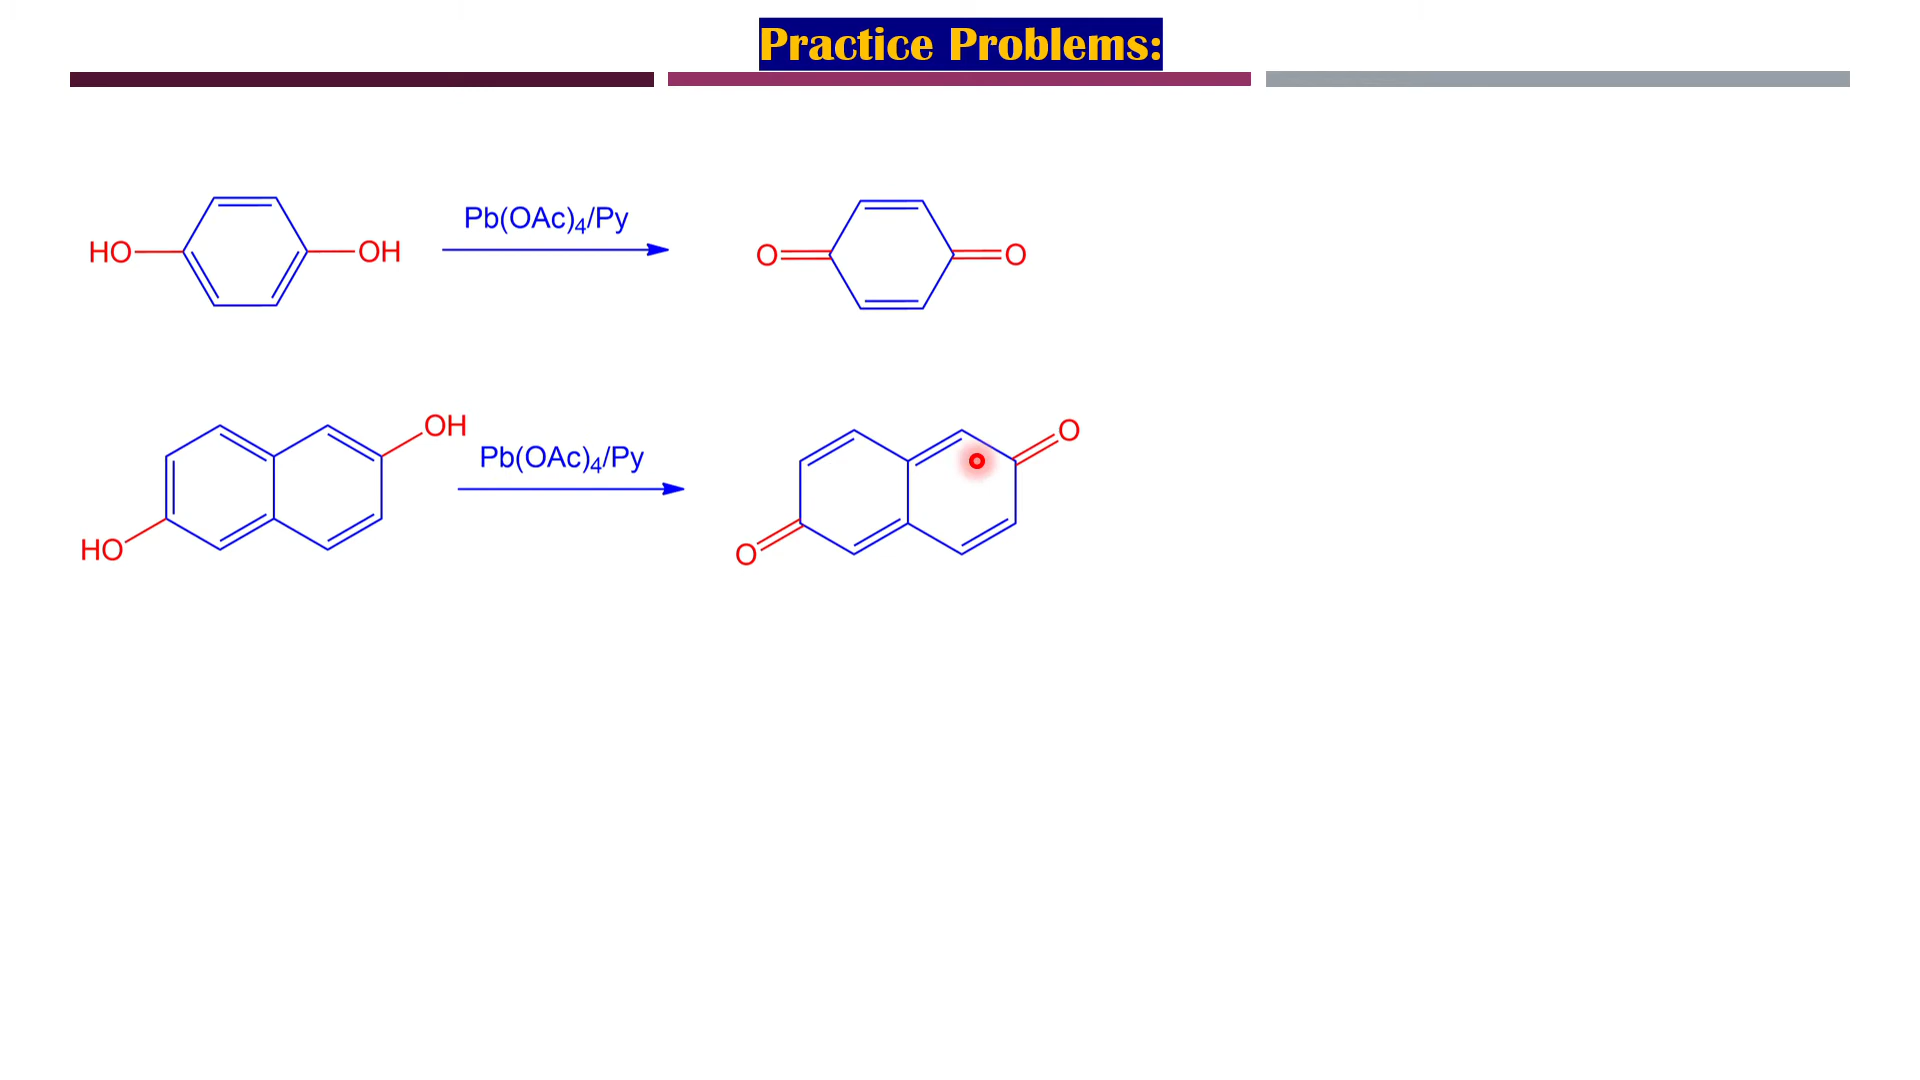 Practice Problems:
HO
OH
Pb(OAc)₄/Py
O
O
HO
OH
Pb(OAc)₄/Py
O
O